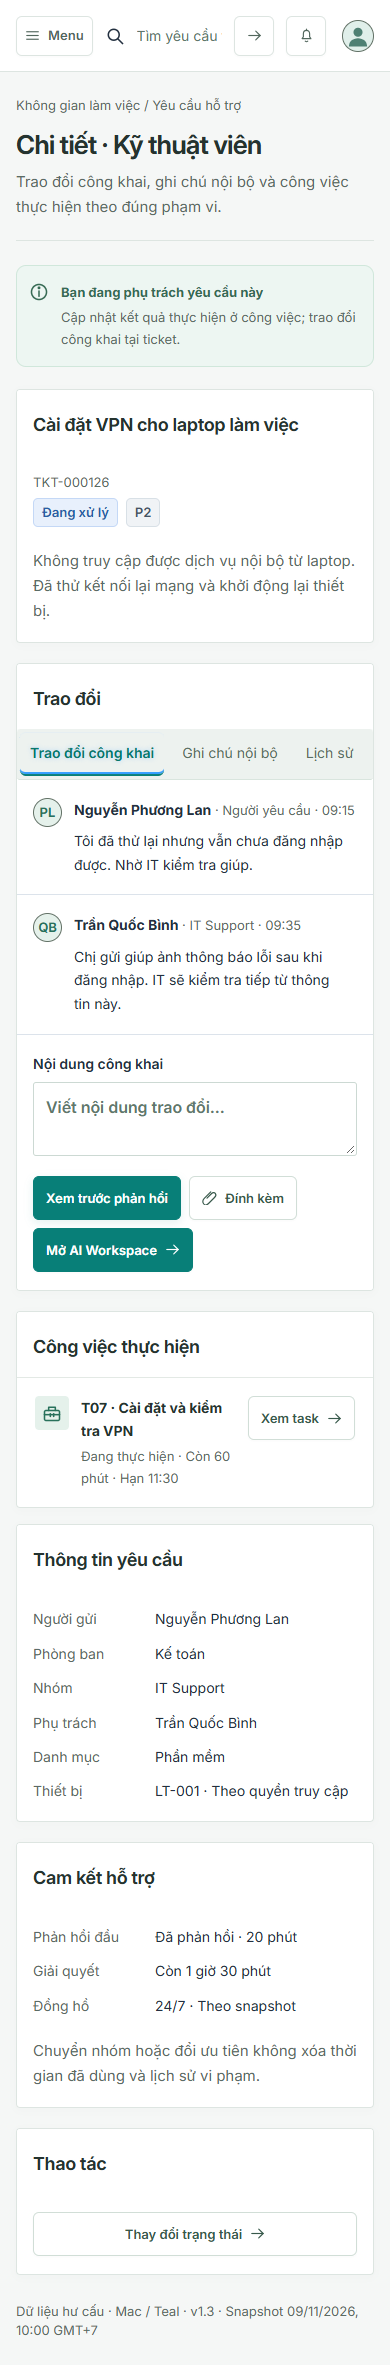 Menu
Tìm yêu cầu
Không gian làm việc / Yêu cầu hỗ trợ
Chi tiết · Kỹ thuật viên
Trao đổi công khai, ghi chú nội bộ và công việc
thực hiện theo đúng phạm vi.
Bạn đang phụ trách yêu cầu này
Cập nhật kết quả thực hiện ở công việc; trao đổi
công khai tại ticket.
Cài đặt VPN cho laptop làm việc
TKT-000126
Đang xử lý
P2
Không truy cập được dịch vụ nội bộ từ laptop.
Đã thử kết nối lại mạng và khởi động lại thiết
bị.
Trao đổi
Trao đổi công khai
Ghi chú nội bộ
Lịch sử
PL
Nguyễn Phương Lan · Người yêu cầu · 09:15
Tôi đã thử lại nhưng vẫn chưa đăng nhập
được. Nhờ IT kiểm tra giúp.
QB
Trần Quốc Bình · IT Support · 09:35
Chị gửi giúp ảnh thông báo lỗi sau khi
đăng nhập. IT sẽ kiểm tra tiếp từ thông
tin này.
Nội dung công khai
Viết nội dung trao đổi...
Xem trước phản hồi
Đính kèm
Mở AI Workspace →
Công việc thực hiện
T07 · Cài đặt và kiểm
tra VPN
Đang thực hiện · Còn 60
phút · Hạn 11:30
Xem task →
Thông tin yêu cầu
Người gửi
Nguyễn Phương Lan
Phòng ban
Kế toán
Nhóm
IT Support
Phụ trách
Trần Quốc Bình
Danh mục
Phần mềm
Thiết bị
LT-001 · Theo quyền truy cập
Cam kết hỗ trợ
Phản hồi đầu
Đã phản hồi · 20 phút
Giải quyết
Còn 1 giờ 30 phút
Đồng hồ
24/7 · Theo snapshot
Chuyển nhóm hoặc đổi ưu tiên không xóa thời
gian đã dùng và lịch sử vi phạm.
Thao tác
Thay đổi trạng thái →
Dữ liệu hư cấu · Mac / Teal · v1.3 · Snapshot 09/11/2026,
10:00 GMT+7